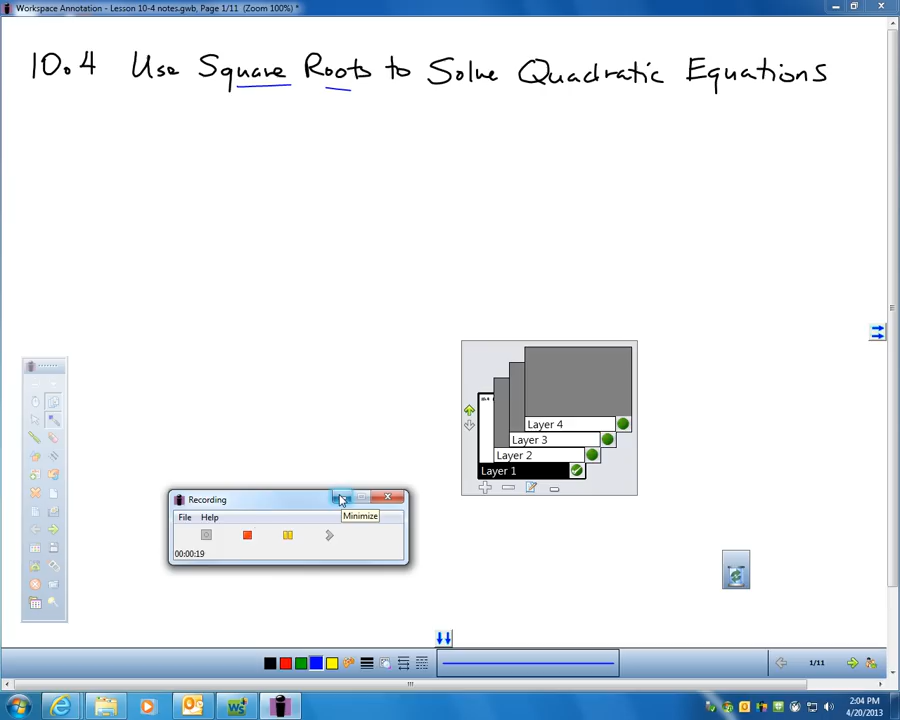 Workspace Annotation - Lesson 10-4 notes.gwb, Page 1/11 (Zoom 100%) *
10.4 Use Square Roots to Solve Quadratic Equations
Layer 4
Layer 3
Layer 2
Layer 1
Recording
Minimize
File Help
00:00:19
1/11
2:04 PM
4/20/2013